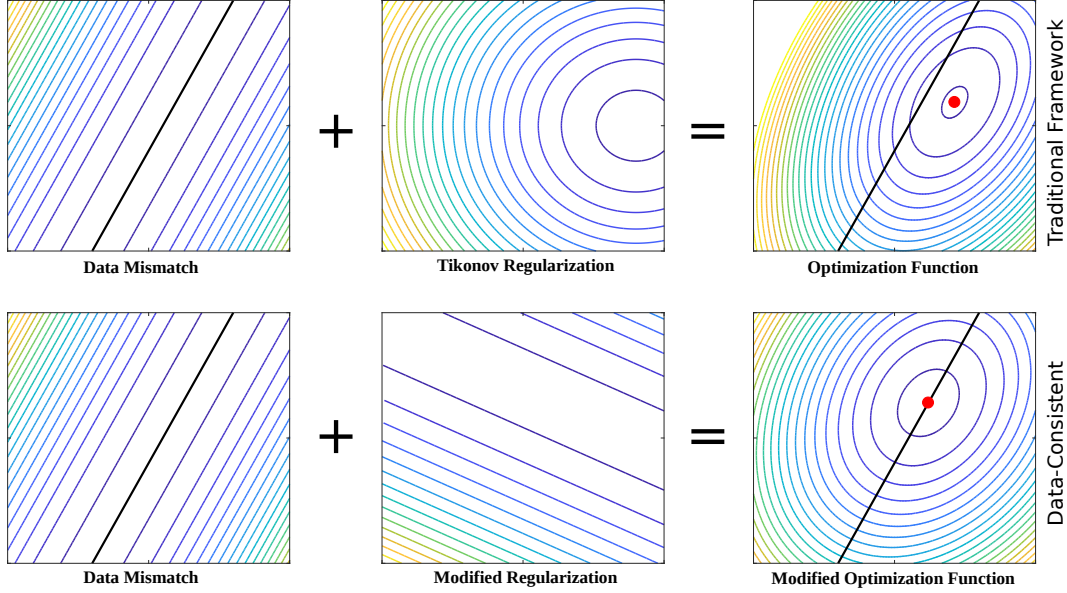 +
=
Traditional Framework
Data Mismatch
Tikonov Regularization
Optimization Function
+
=
Data-Consistent
Data Mismatch
Modified Regularization
Modified Optimization Function